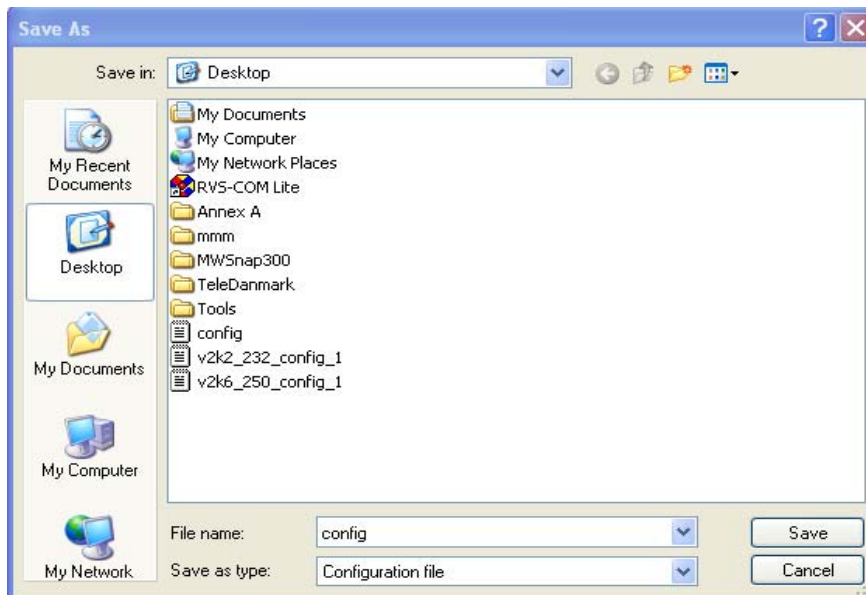 Save As
Save in:
Desktop
My Recent
Documents
Desktop
My Documents
My Computer
My Network
My Documents
My Computer
My Network Places
RVS-COM Lite
Annex A
mmm
MWSnap300
TeleDanmark
Tools
config
v2k2_232_config_1
v2k6_250_config_1
File name:
config
Save
Save as type:
Configuration file
Cancel